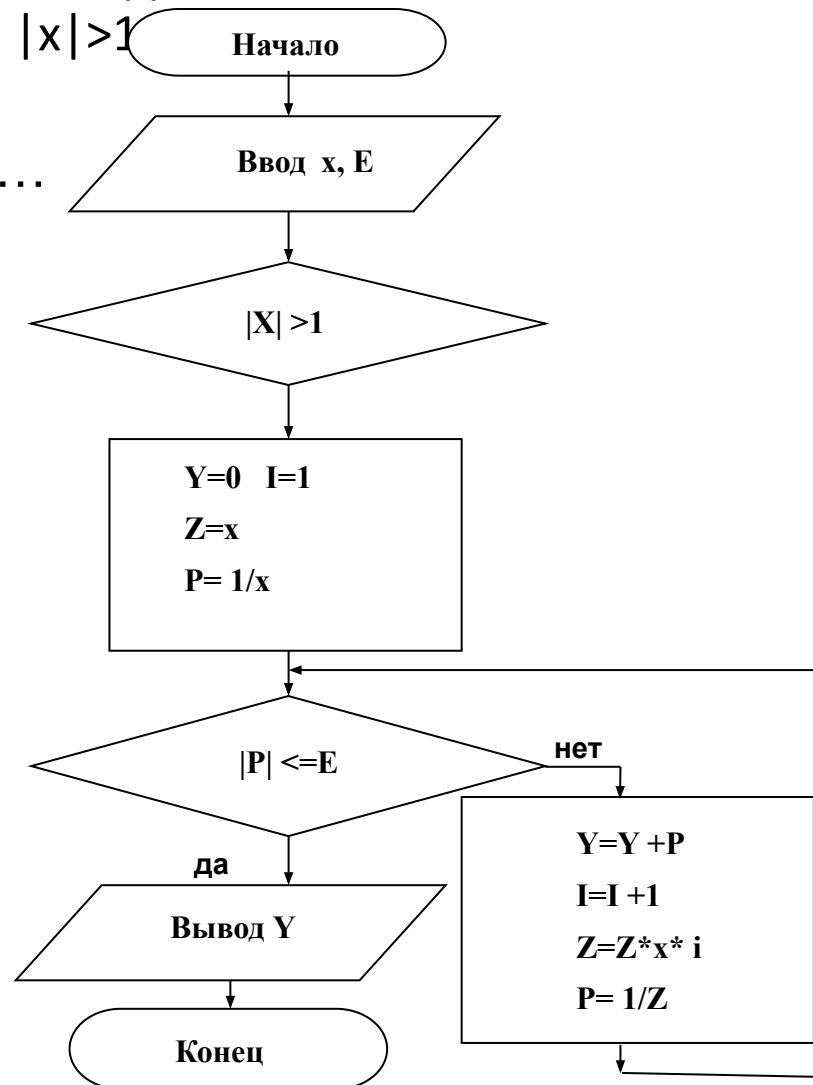 |x|>1
Начало
Ввод x, E
...
|X| >1
Y=0 I=1
Z=x
P= 1/x
|P| <=E
нет
да
Y=Y +P
I=I +1
Z=Z*x* i
P= 1/Z
Вывод Y
Конец